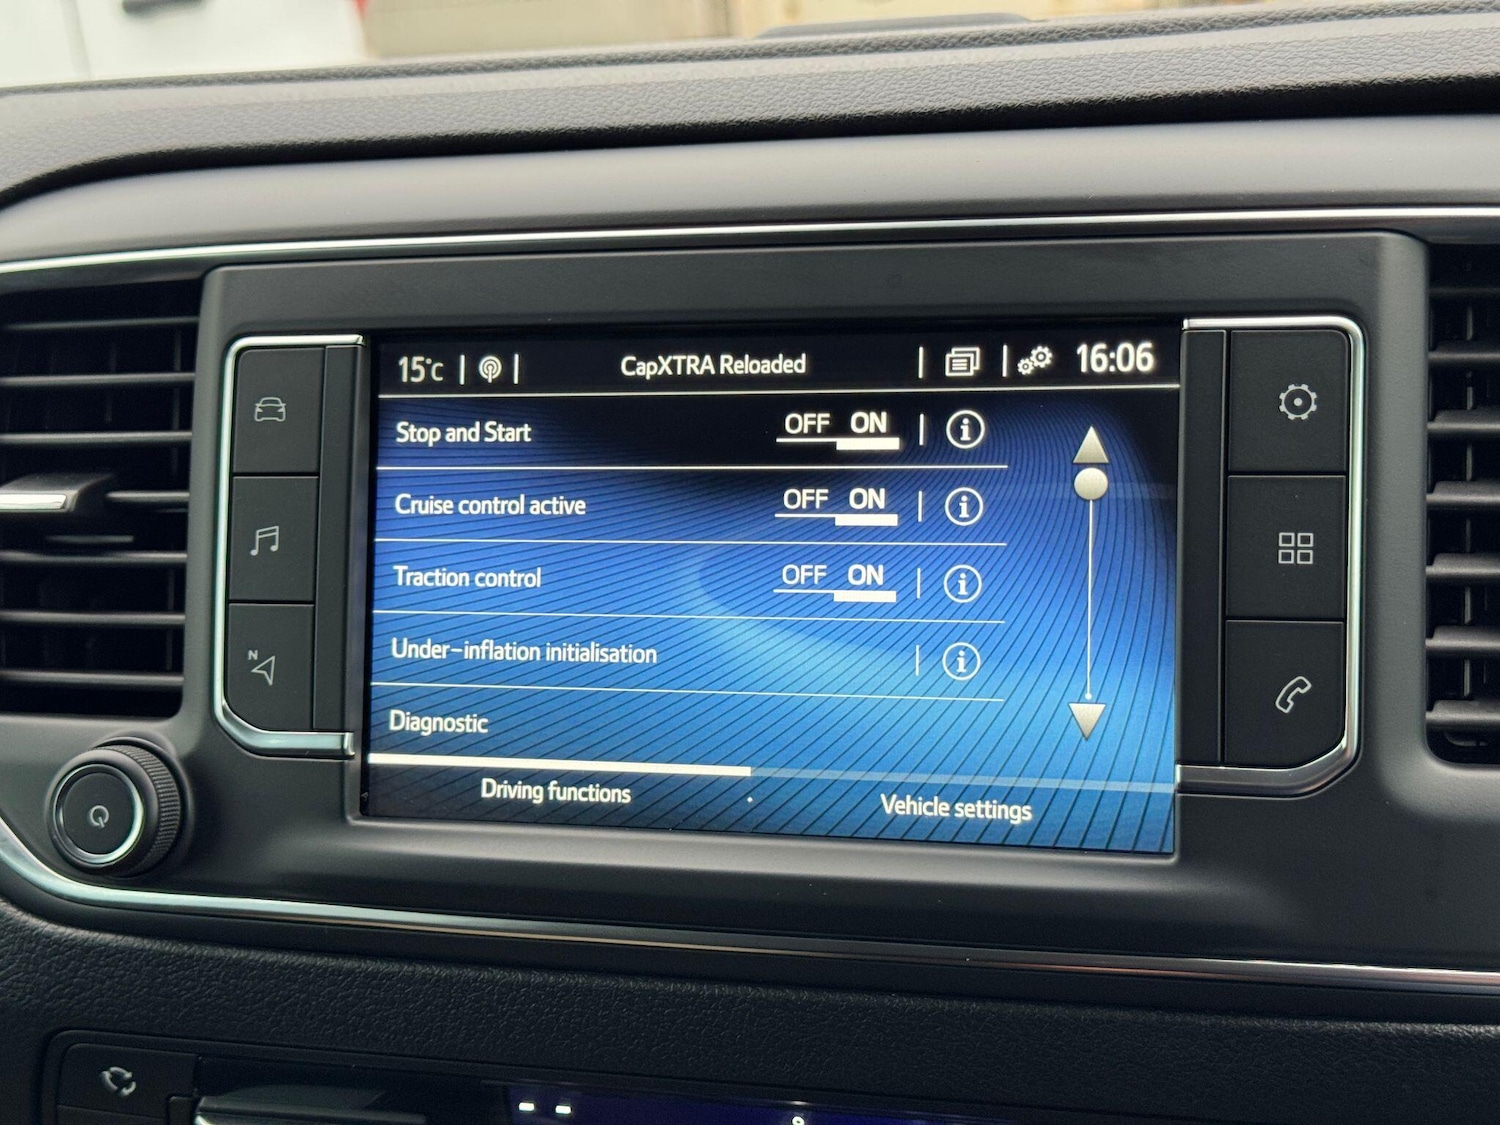 15°C CapXTRA Reloaded 16:06
Stop and Start OFF ON i
Cruise control active OFF ON i
Traction control OFF ON i
Under-inflation initialisation i
N
Diagnostic
Driving functions Vehicle settings